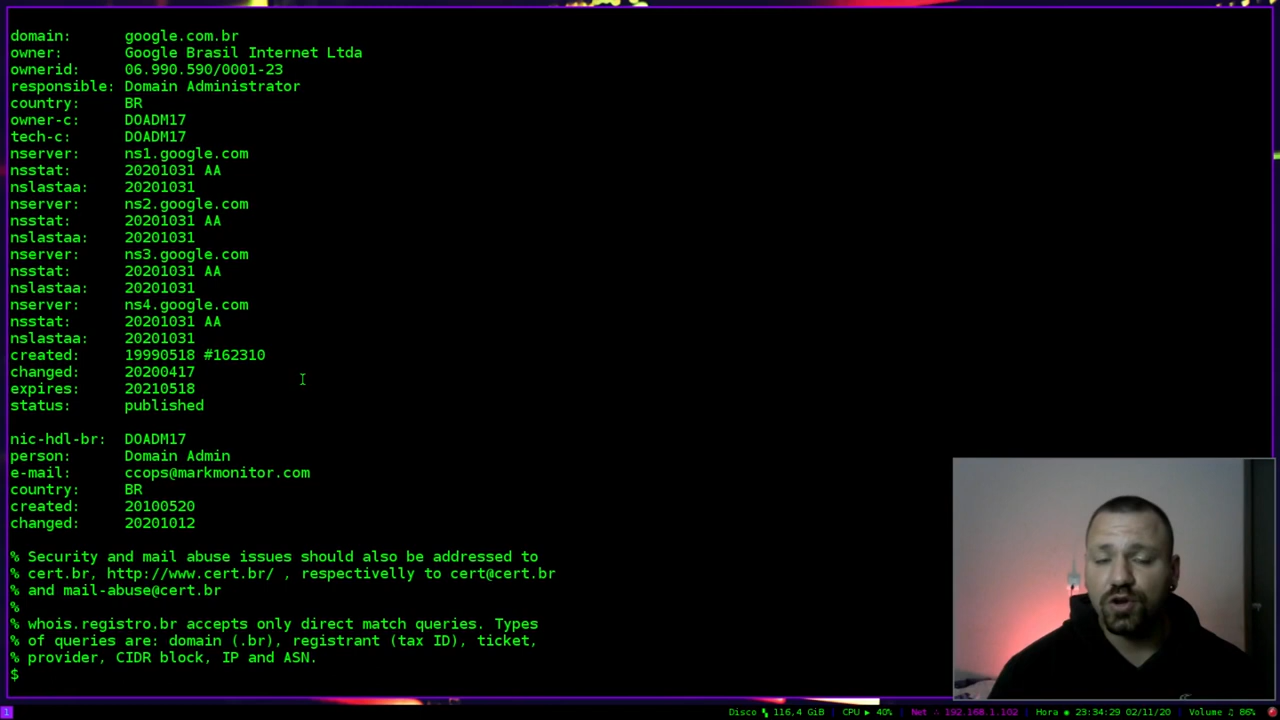 domain: google.com.br
owner: Google Brasil Internet Ltda
ownerid: 06.990.590/0001-23
responsible: Domain Administrator
country: BR
owner-c: DOADM17
tech-c: DOADM17
nserver: ns1.google.com
nsstat: 20201031 AA
nslastaa: 20201031
nserver: ns2.google.com
nsstat: 20201031 AA
nslastaa: 20201031
nserver: ns3.google.com
nsstat: 20201031 AA
nslastaa: 20201031
nserver: ns4.google.com
nsstat: 20201031 AA
nslastaa: 20201031
created: 19990518 #162310
changed: 20200417
expires: 20210518
status: published
nic-hdl-br: DOADM17
person: Domain Admin
e-mail: ccops@markmonitor.com
country: BR
created: 20100520
changed: 20201012
% Security and mail abuse issues should also be addressed to
% cert.br, http://www.cert.br/ , respectivelly to cert@cert.br
% and mail-abuse@cert.br
%
% whois.registro.br accepts only direct match queries. Types
% of queries are: domain (.br), registrant (tax ID), ticket,
% provider, CIDR block, IP and ASN.
$
1 Disco 116,4 GiB | CPU ▶ 40% | Net 192.168.1.102 | Hora 23:34:29 02/11/20 | Volume ♫ 86%